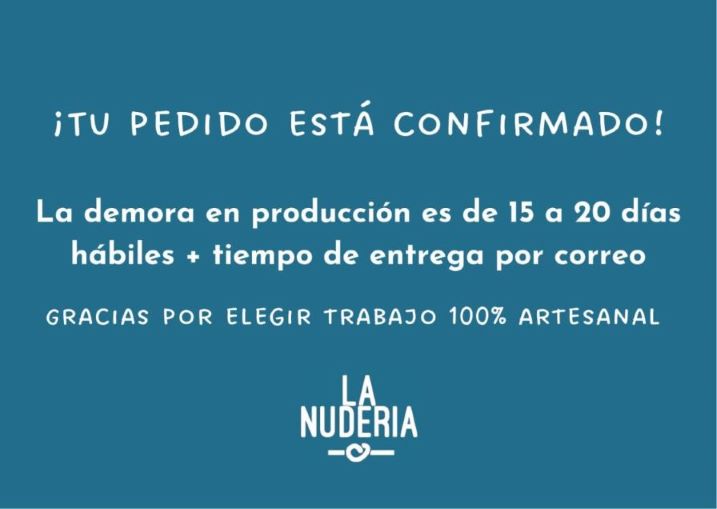 ¡TU PEDIDO ESTÁ CONFIRMADO!
La demora en producción es de 15 a 20 días
hábiles + tiempo de entrega por correo
GRACIAS POR ELEGIR TRABAJO 100% ARTESANAL
LA
NUDERIA